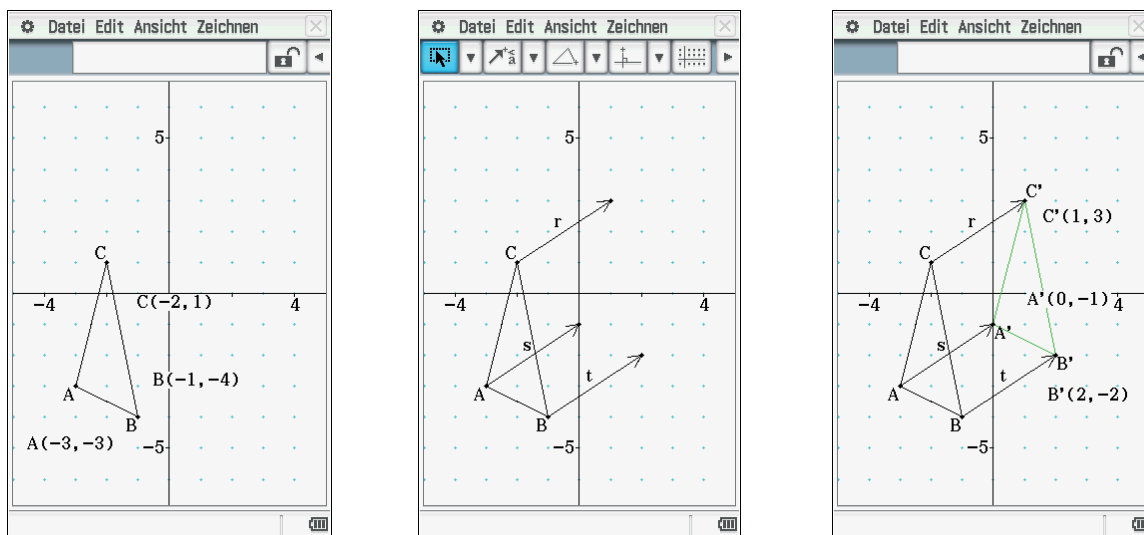 Datei Edit Ansicht Zeichnen
5
C
-4
4
C(-2,1)
B(-1,-4)
A
B
A(-3,-3)
-5
Datei Edit Ansicht Zeichnen
5
r
C
-4
4
s
t
A
B
-5
Datei Edit Ansicht Zeichnen
5
C'
C'(1,3)
r
C
-4
A'(0,-1)
4
A'
s
B'
t
A
B'(2,-2)
B
-5